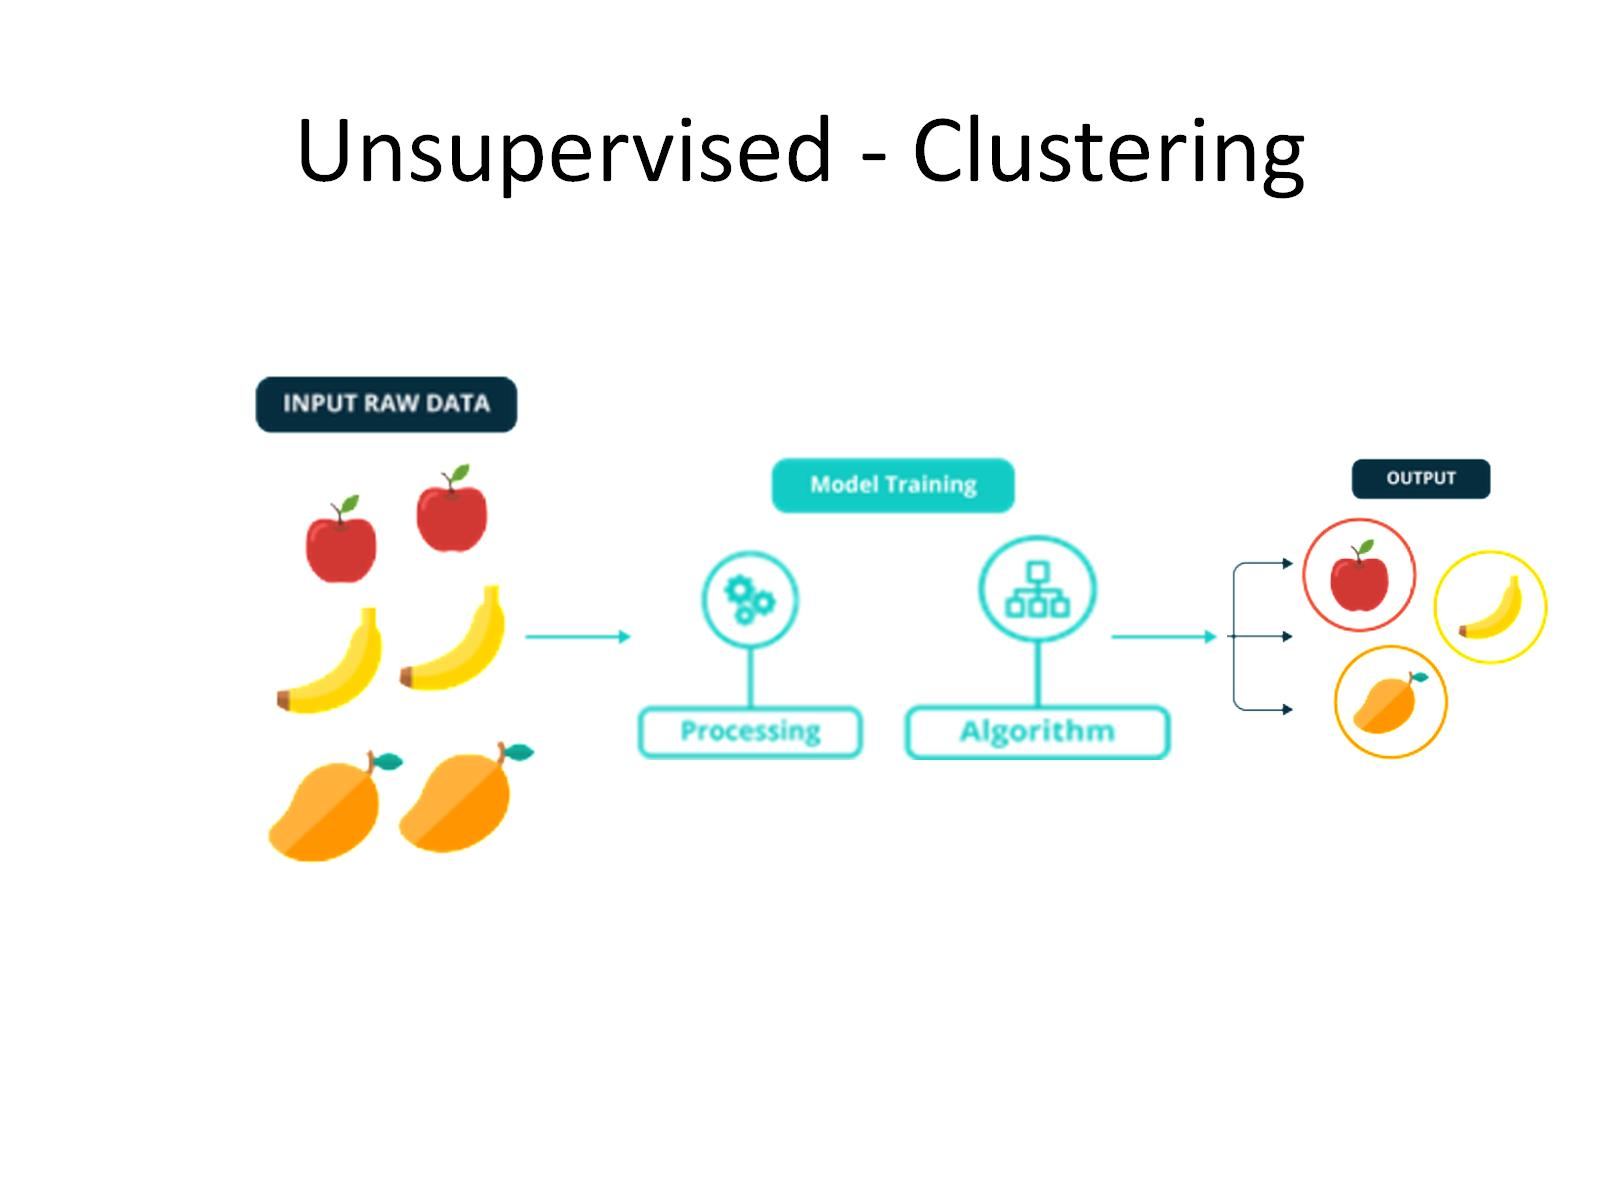 Unsupervised - Clustering
INPUT RAW DATA
Model Training
OUTPUT
Processing
Algorithm